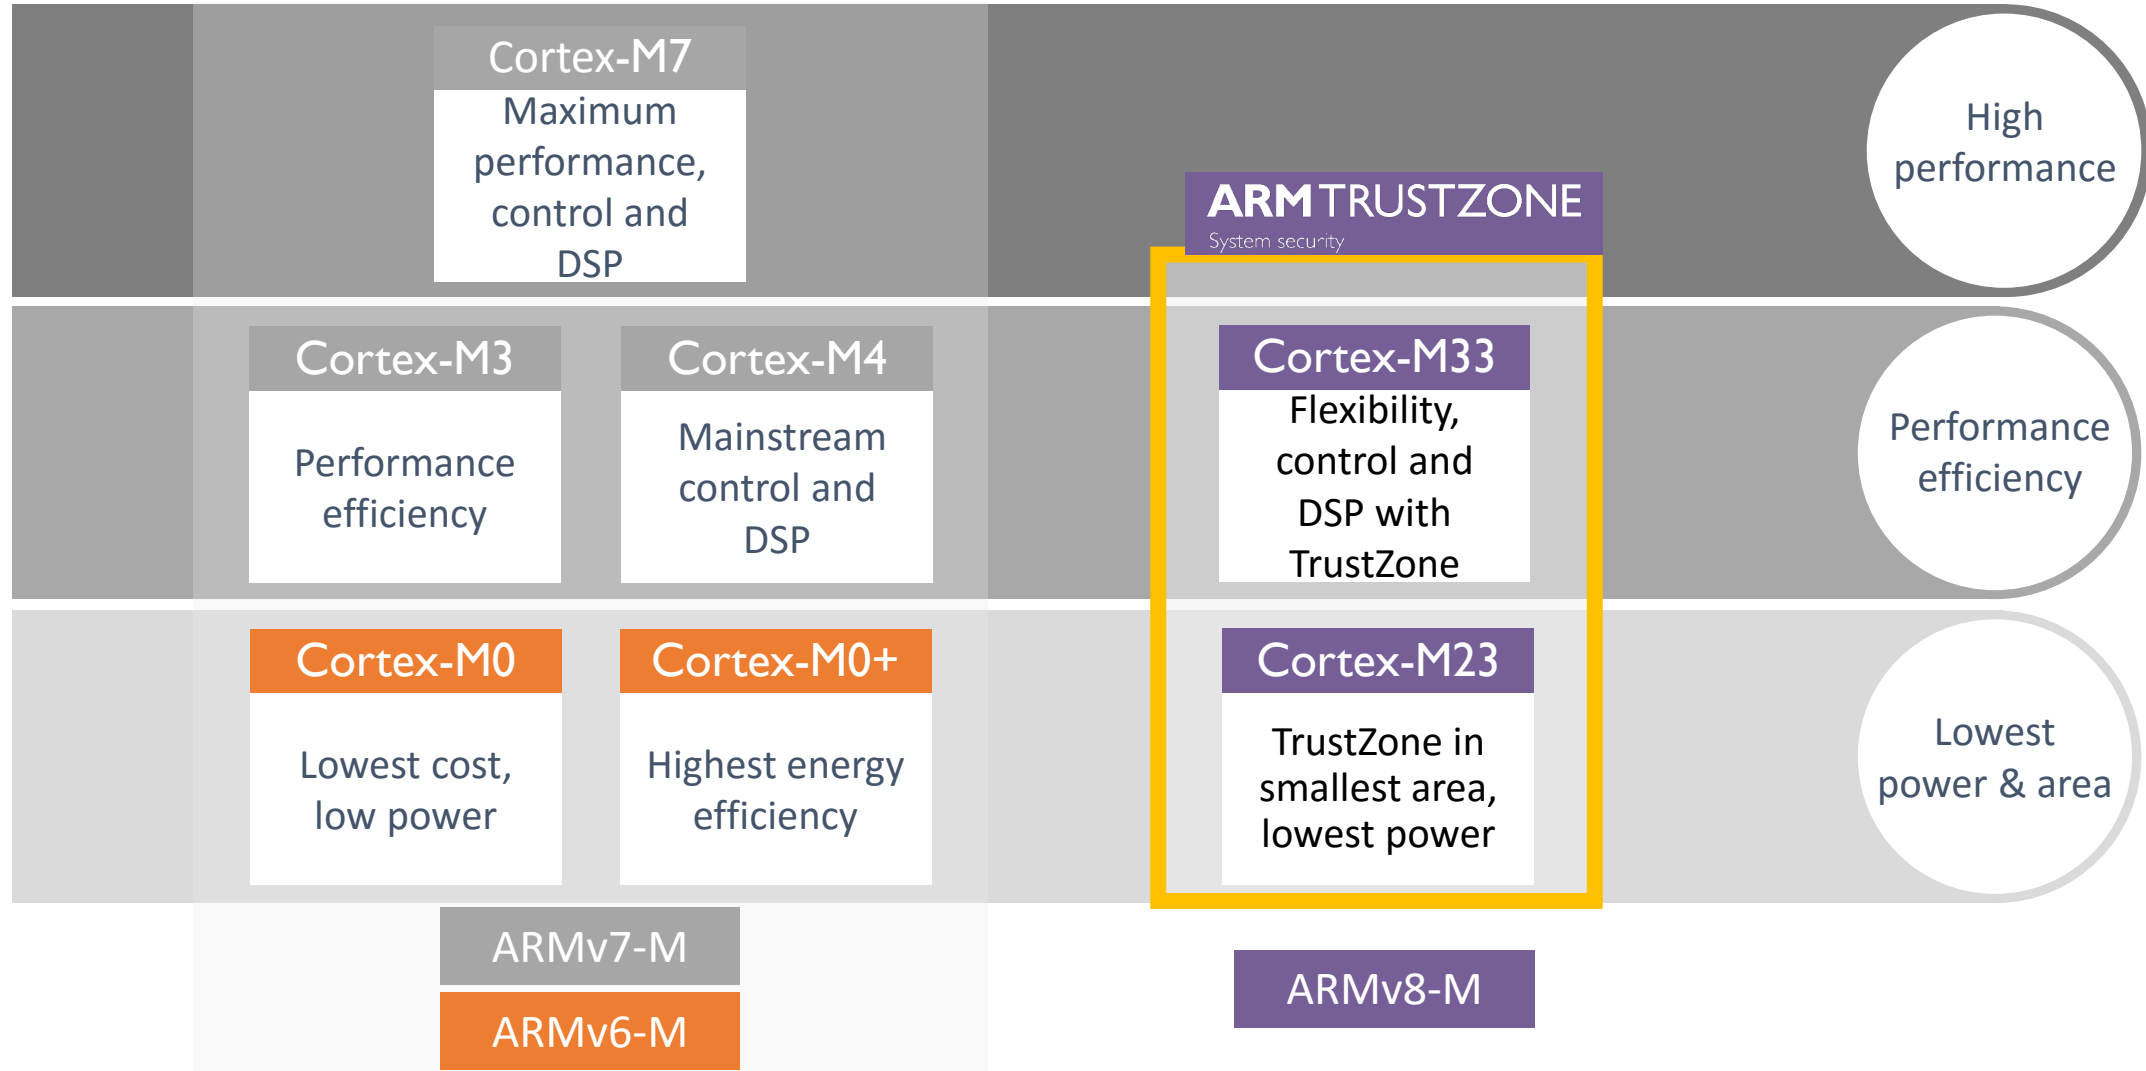 Cortex-M7
Maximum
performance,
control and
DSP
High
performance
ARM TRUSTZONE
System security
Cortex-M3
Performance
efficiency
Cortex-M4
Mainstream
control and
DSP
Cortex-M33
Flexibility,
control and
DSP with
TrustZone
Performance
efficiency
Cortex-M0
Lowest cost,
low power
Cortex-M0+
Highest energy
efficiency
Cortex-M23
TrustZone in
smallest area,
lowest power
Lowest
power & area
ARMv7-M
ARMv6-M
ARMv8-M